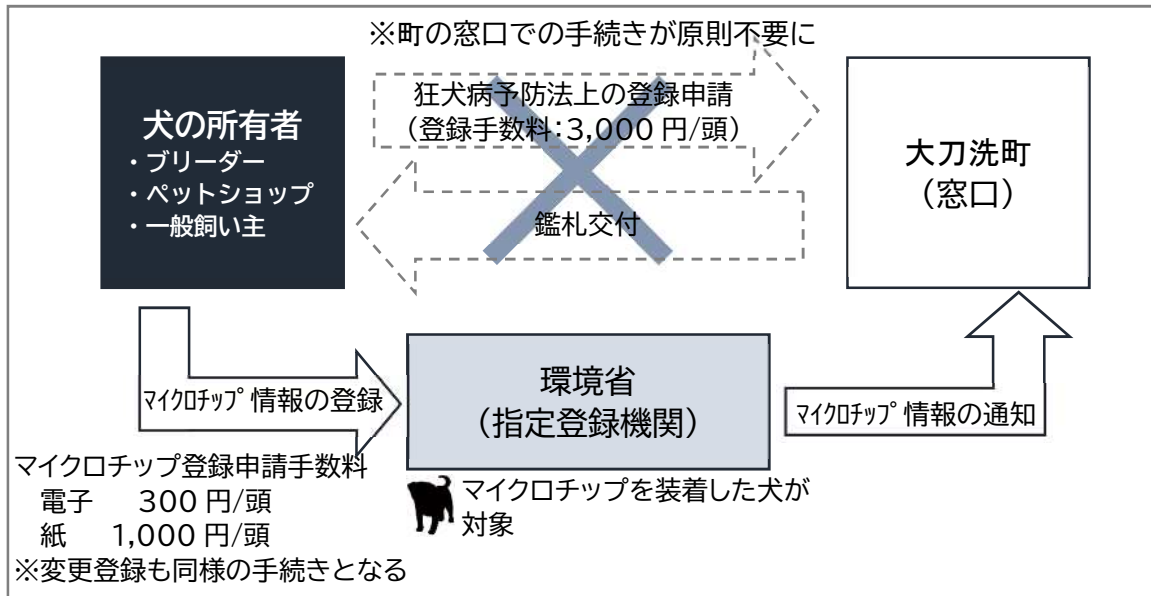 ※町の窓口での手続きが原則不要に
犬の所有者
・ブリーダー
・ペットショップ
・一般飼い主
狂犬病予防法上の登録申請
（登録手数料：3,000円/頭）
鑑札交付
大刀洗町
（窓口）
ﾏｲｸﾛﾁｯﾌﾟ情報の登録
環境省
（指定登録機関）
ﾏｲｸﾛﾁｯﾌﾟ情報の通知
マイクロチップ登録申請手数料
電子　300円/頭
紙　1,000円/頭
※変更登録も同様の手続きとなる
マイクロチップを装着した犬が
対象